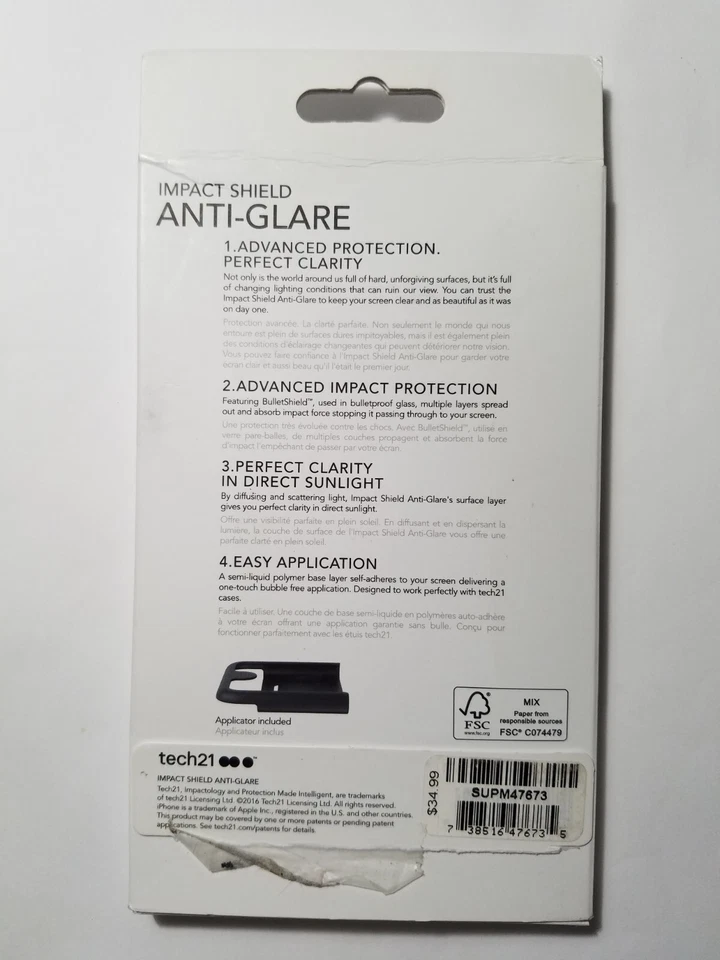 IMPACT SHIELD
ANTI-GLARE
1.ADVANCED PROTECTION.
PERFECT CLARITY
Not only is the world around us full of hard, unforgiving surfaces, but it's full
of changing lighting conditions that can ruin our view. You can trust the
Impact Shield Anti-Glare to keep your screen clear and as beautiful as it was
on day one.
Protection avancée. La clarté parfaite. Non seulement le monde qui nous
entoure est plein de surfaces dures impitoyables, mais il est également plein
des conditions d'éclairage changeantes qui peuvent détériorer notre vision.
Vous pouvez faire confiance à l'Impact Shield Anti-Glare pour garder votre
écran clair et aussi beau qu'il l'était le premier jour.
2.ADVANCED IMPACT PROTECTION
Featuring BulletShield™, used in bulletproof glass, multiple layers spread
out and absorb impact force stopping it passing through to your screen.
Une protection très évoluée contre les chocs. Avec BulletShield™, utilisé en
verre pare-balles, de multiples couches propagent et absorbent la force
d'impact l'empêchant de passer par votre écran.
3.PERFECT CLARITY
IN DIRECT SUNLIGHT
By diffusing and scattering light, Impact Shield Anti-Glare's surface layer
gives you perfect clarity in direct sunlight.
Offre une visibilité parfaite en plein soleil. En diffusant et en dispersant la
lumière, la couche de surface de l'Impact Shield Anti-Glare vous offre une
parfaite clarté en plein soleil.
4.EASY APPLICATION
A semi-liquid polymer base layer self-adheres to your screen delivering a
one-touch bubble free application. Designed to work perfectly with tech21
cases.
Facile à utiliser. Une couche de base semi-liquide en polymères auto-adhère
à votre écran offrant une application garantie sans bulle. Conçu pour
fonctionner parfaitement avec les étuis tech21.
Applicator included
Applicateur inclus
FSC
www.fsc.org
MIX
Paper from
responsible sources
FSC® C074479
tech21™
IMPACT SHIELD ANTI-GLARE
Tech21, impactology and Protection Made Intelligent, are trademarks
of tech21 Licensing Ltd. ©2016 Tech21 Licensing Ltd. All rights reserved.
iPhone is a trademark of Apple Inc., registered in the U.S. and other countries.
This product may be covered by one or more patents or pending patent
applications. See tech21.com/patents for details.
$34.99
SUPM47673
7 38516 47673 5